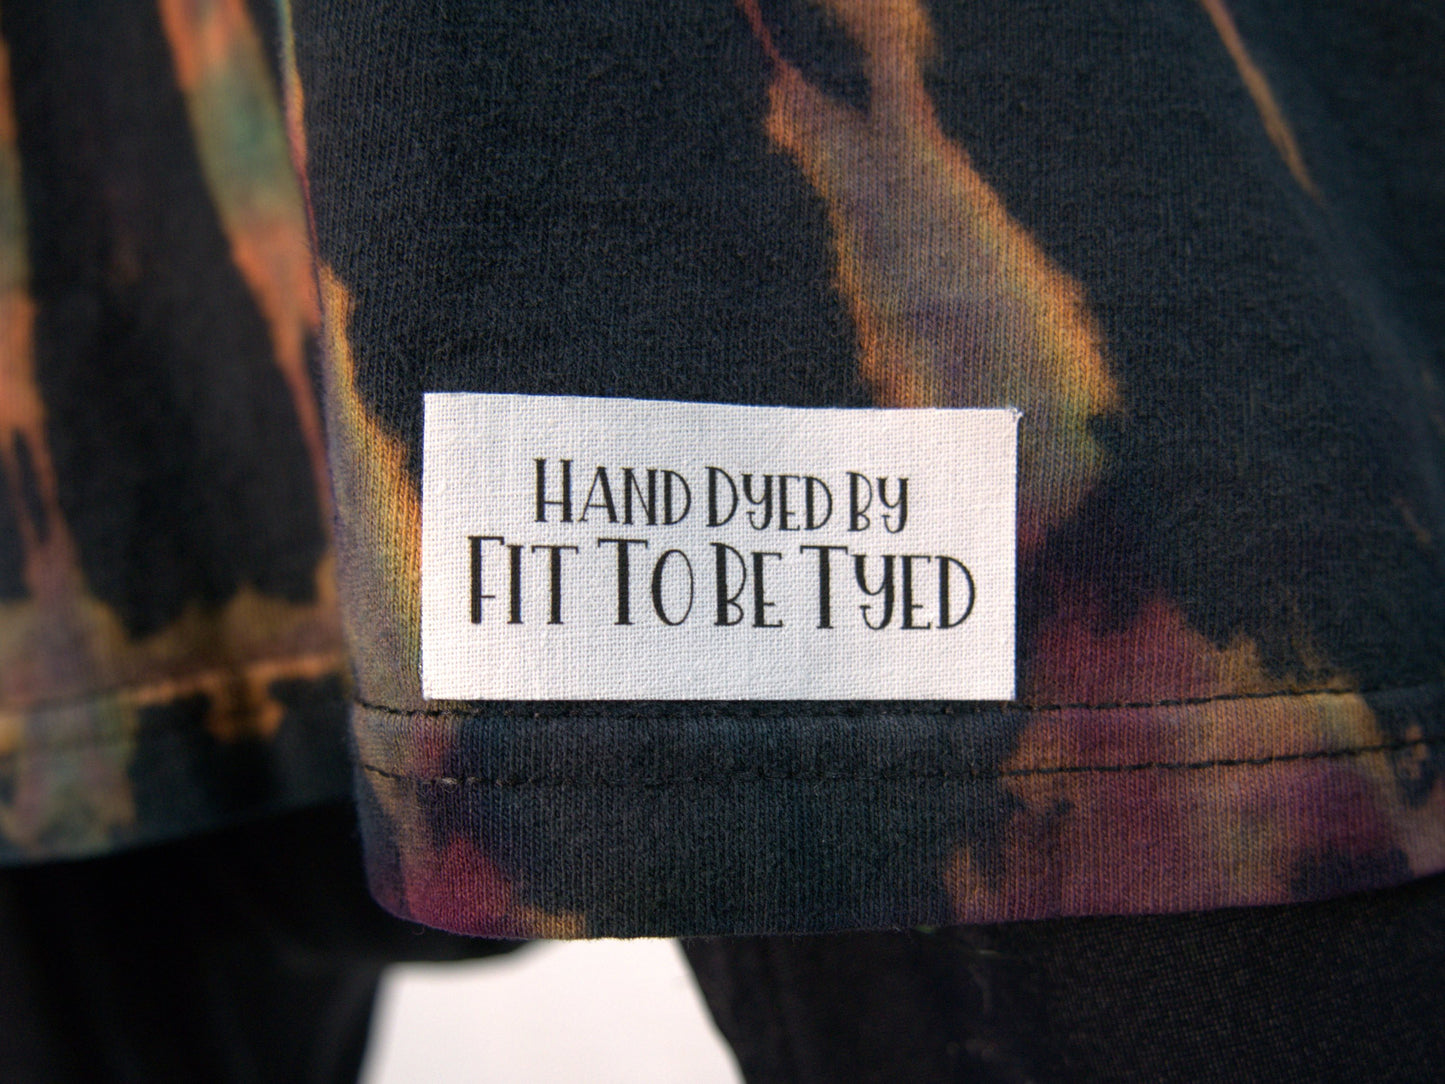 Hand Dyed By
Fit To Be Tyed